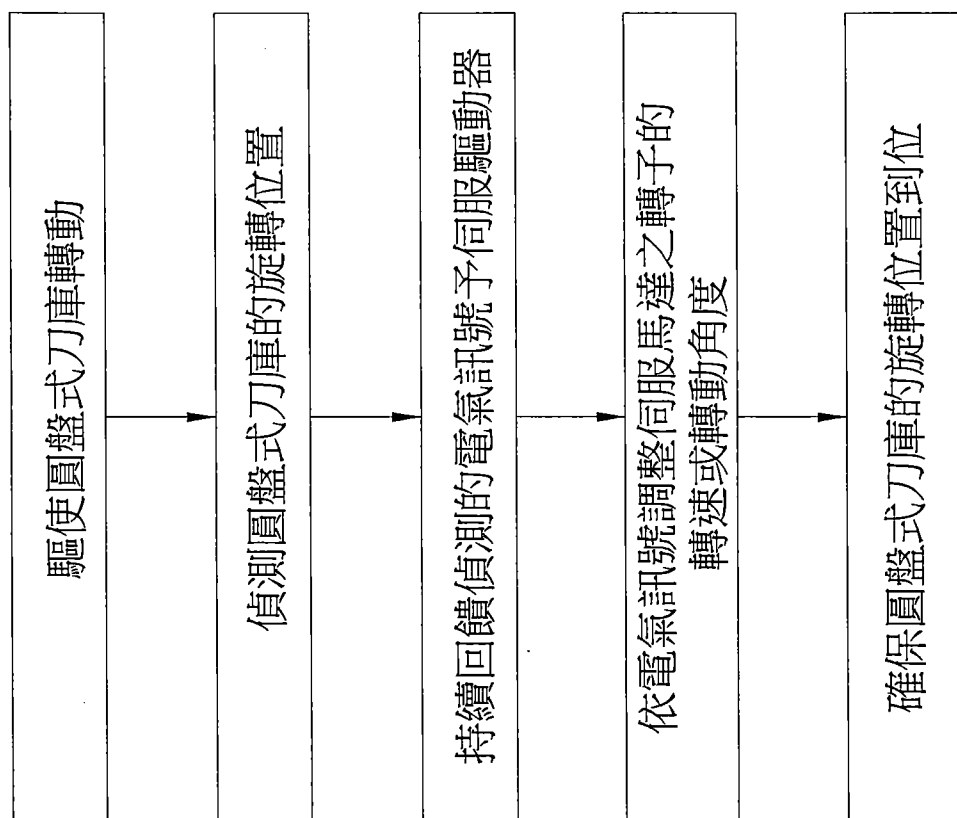 驅使圓盤式刀庫轉動
偵測圓盤式刀庫的旋轉位置
持續回饋偵測的電氣訊號予伺服驅動器
依電氣訊號調整伺服馬達之轉子的
轉速或轉動角度
確保圓盤式刀庫的旋轉位置到位